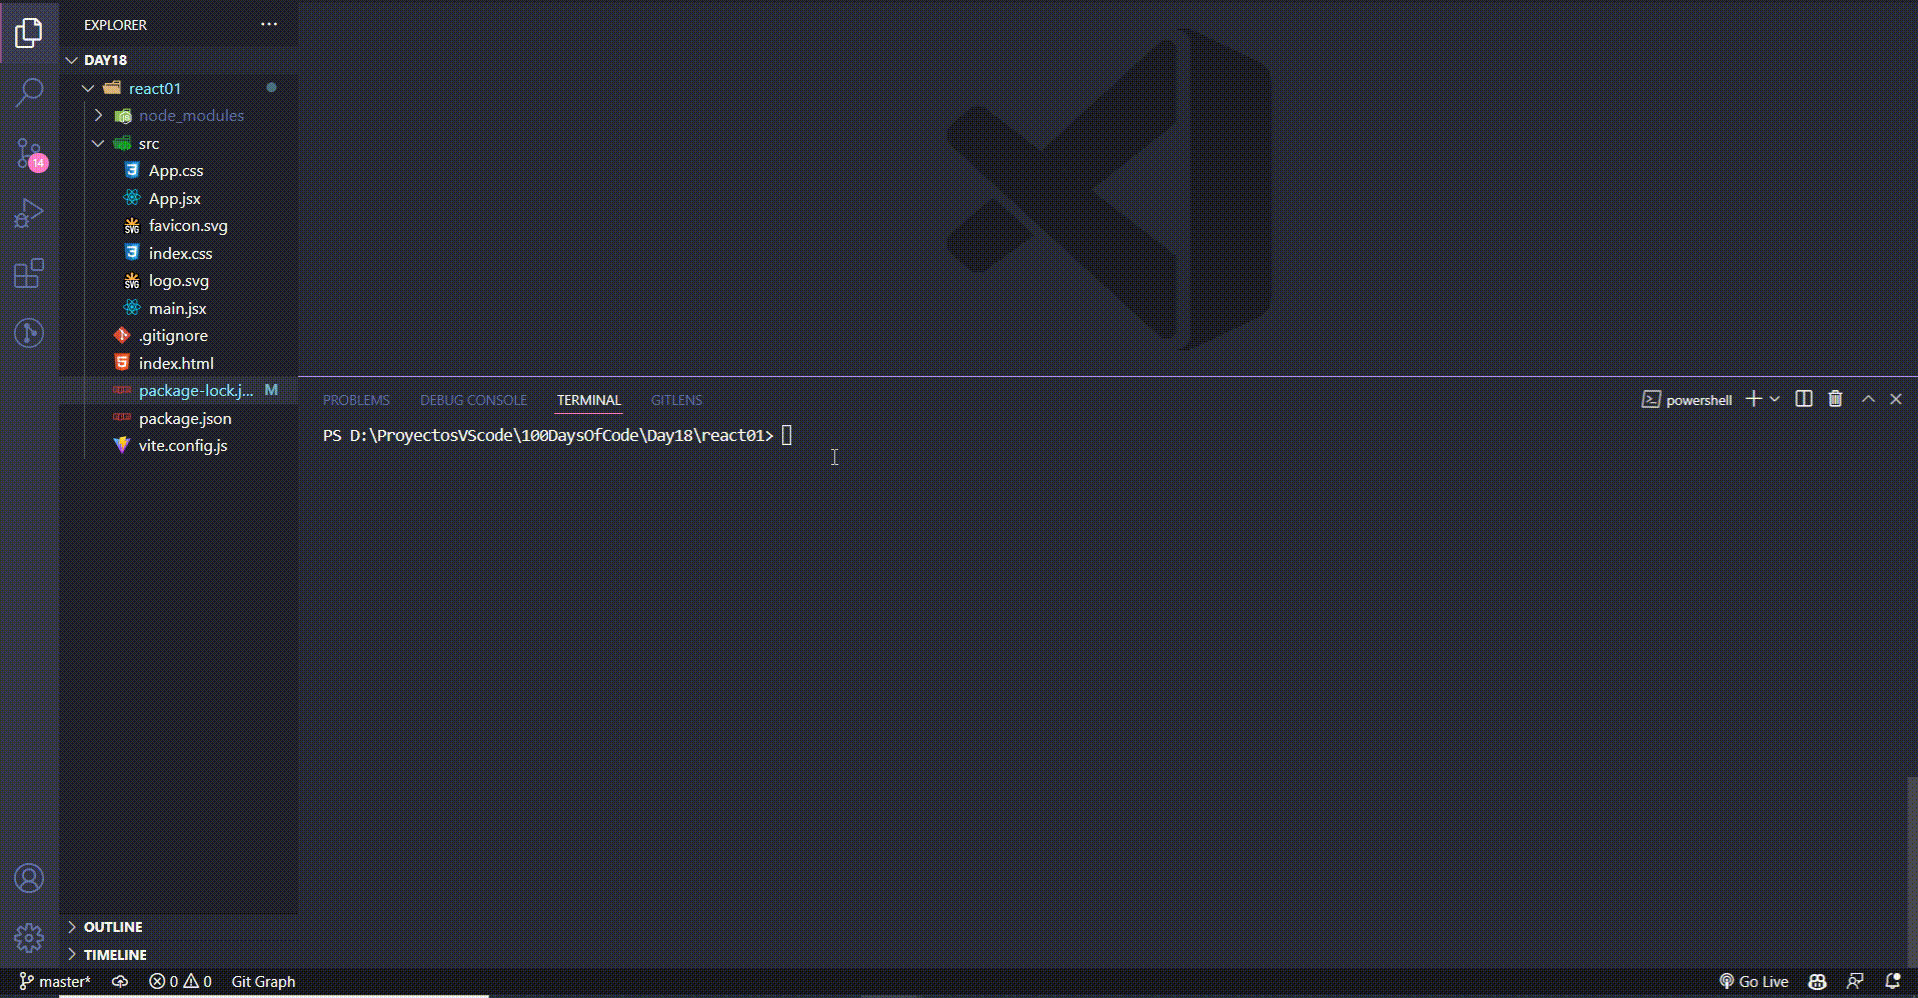 EXPLORER
DAY18
react01
node_modules
src
App.css
App.jsx
favicon.svg
index.css
logo.svg
main.jsx
.gitignore
index.html
package-lock.j... M
package.json
vite.config.js
OUTLINE
TIMELINE
14
PROBLEMS DEBUG CONSOLE TERMINAL GITLENS
powershell
PS D:\ProyectosVScode\100DaysOfCode\Day18\react01>
master* 0 0 Git Graph
Go Live